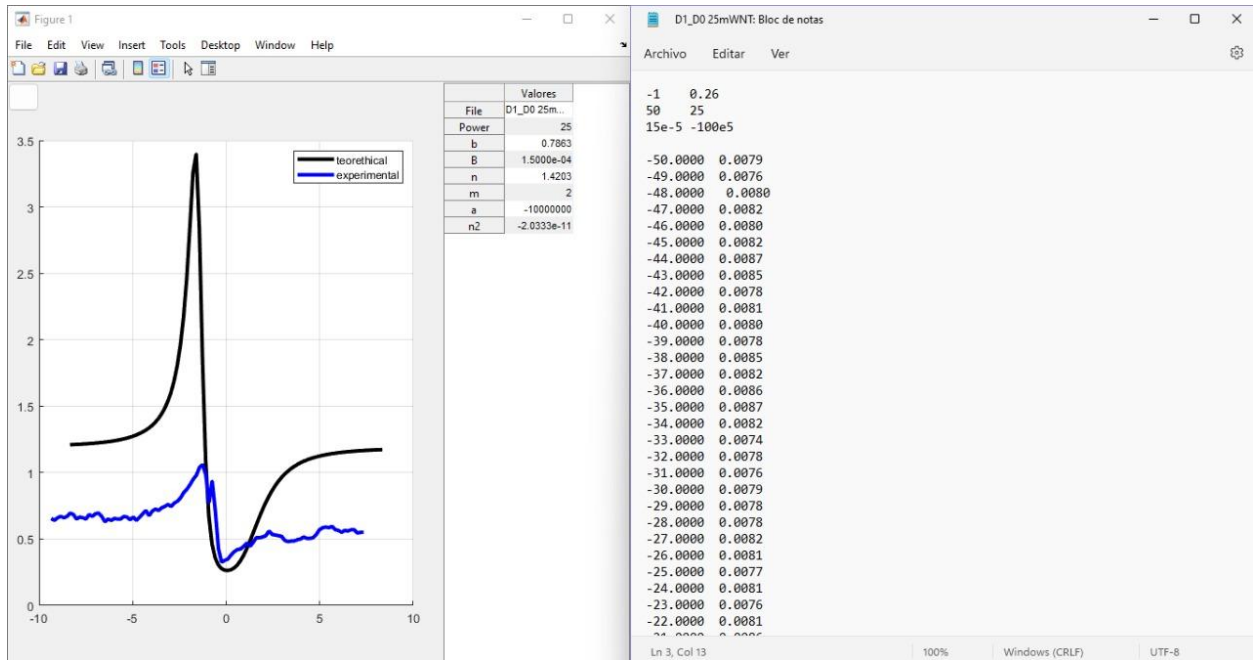 Figure 1
File Edit View Insert Tools Desktop Window Help
3.5
3
2.5
2
1.5
1
0.5
0
-10
-5
0
5
10
teorethical
experimental
Valores
File D1_D0 25m...
Power 25
b 0.7863
B 1.5000e-04
n 1.4203
m 2
a -10000000
n2 -2.0333e-11
D1_D0 25mWNT: Bloc de notas
Archivo Editar Ver
-1 0.26
50 25
15e-5 -100e5
-50.0000 0.0079
-49.0000 0.0076
-48.0000 0.0080
-47.0000 0.0082
-46.0000 0.0080
-45.0000 0.0082
-44.0000 0.0087
-43.0000 0.0085
-42.0000 0.0078
-41.0000 0.0081
-40.0000 0.0080
-39.0000 0.0078
-38.0000 0.0085
-37.0000 0.0082
-36.0000 0.0086
-35.0000 0.0087
-34.0000 0.0082
-33.0000 0.0074
-32.0000 0.0078
-31.0000 0.0076
-30.0000 0.0079
-29.0000 0.0078
-28.0000 0.0078
-27.0000 0.0082
-26.0000 0.0081
-25.0000 0.0077
-24.0000 0.0081
-23.0000 0.0076
-22.0000 0.0081
Ln 3, Col 13 100% Windows (CRLF) UTF-8